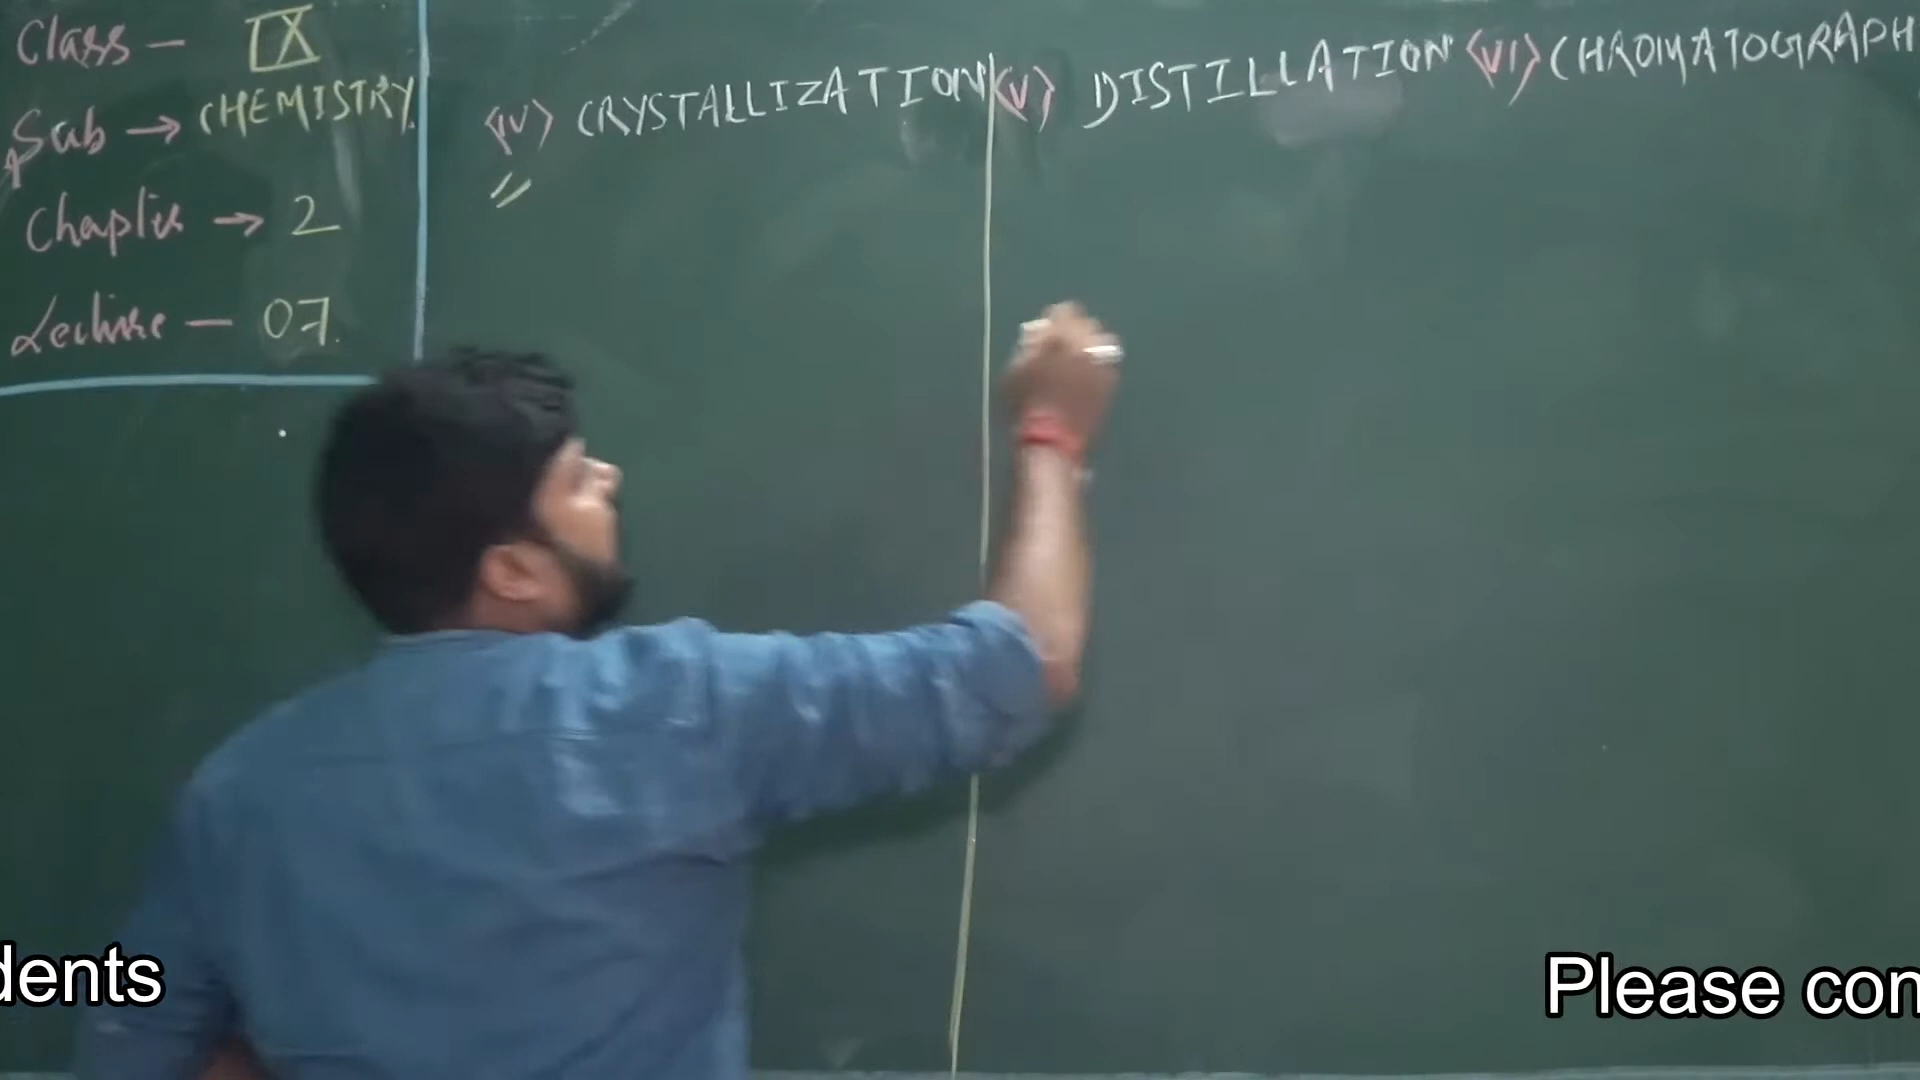 Class – IX
Sub → CHEMISTRY.
Chapter → 2
Lecture – 07.
<iv> CRYSTALLIZATION
<v> DISTILLATION
<vi> CHROMATOGRAPH
dents
Please con